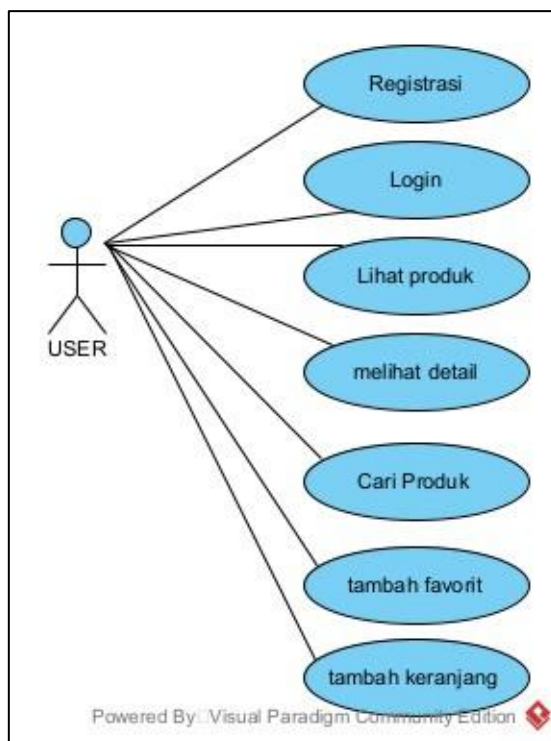 Registrasi
Login
Lihat produk
USER
melihat detail
Cari Produk
tambah favorit
tambah keranjang
Powered By Visual Paradigm Community Edition